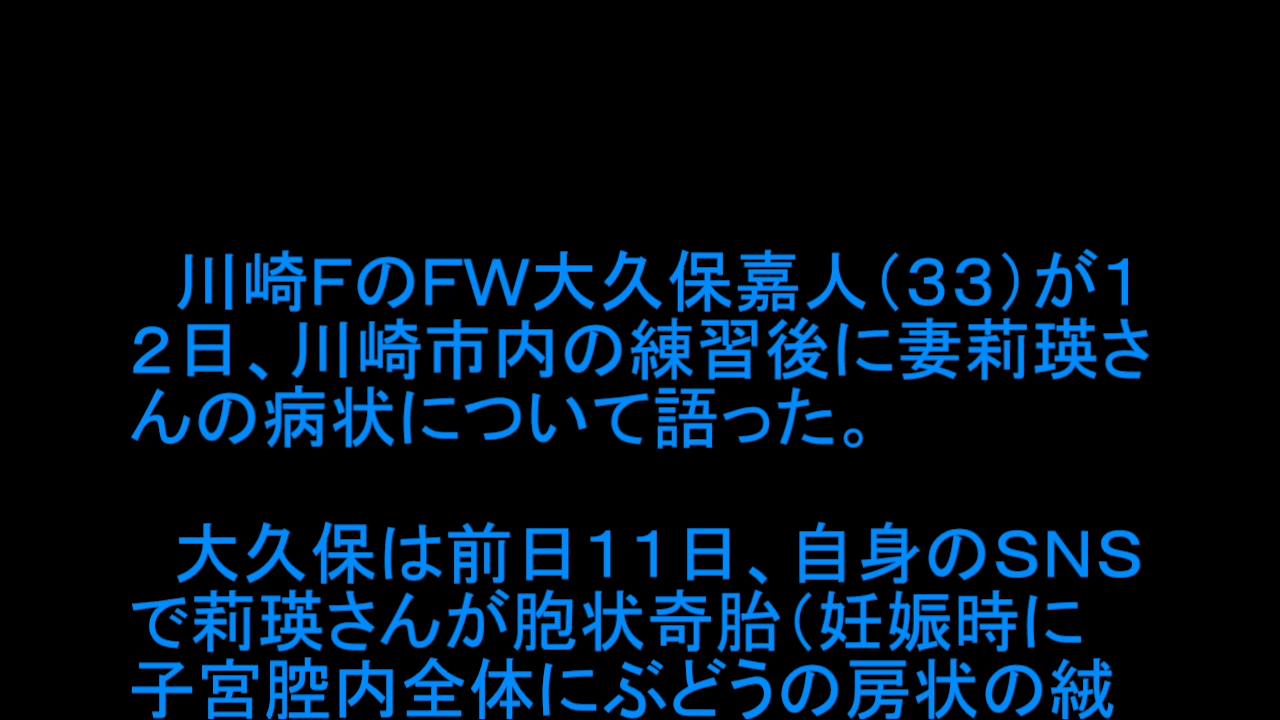 川崎ＦのＦＷ大久保嘉人（３３）が１
２日、川崎市内の練習後に妻莉瑛さ
んの病状について語った。
大久保は前日１１日、自身のＳＮＳ
で莉瑛さんが胞状奇胎（妊娠時に
子宮腔内全体にぶどうの房状の絨